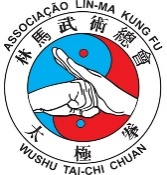 ASSOCIAÇÃO LIN-MA KUNG FU
林馬武術總會
太極拳
WUSHU TAI-CHI CHUAN